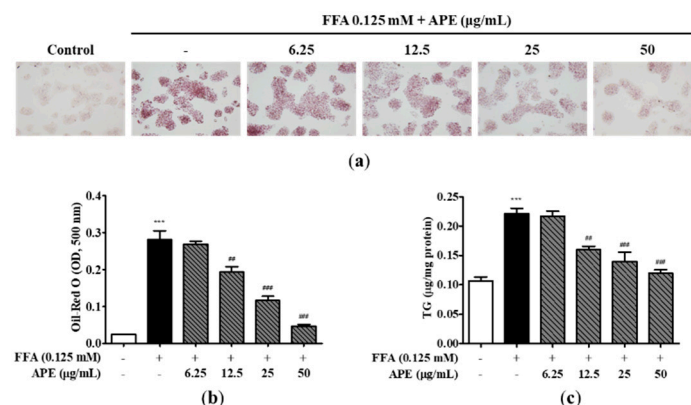 FFA 0.125 mM + APE (µg/mL)
Control - 6.25 12.5 25 50
(a)
Oil-Red O (OD, 500 nm)
0.4
0.3
0.2
0.1
0.0
***
##
###
###
FFA (0.125 mM) - + + + + +
APE (µg/mL) - - 6.25 12.5 25 50
(b)
TG (µg/mg protein)
0.25
0.20
0.15
0.10
0.05
0.00
***
##
###
###
FFA (0.125 mM) - + + + + +
APE (µg/mL) - - 6.25 12.5 25 50
(c)